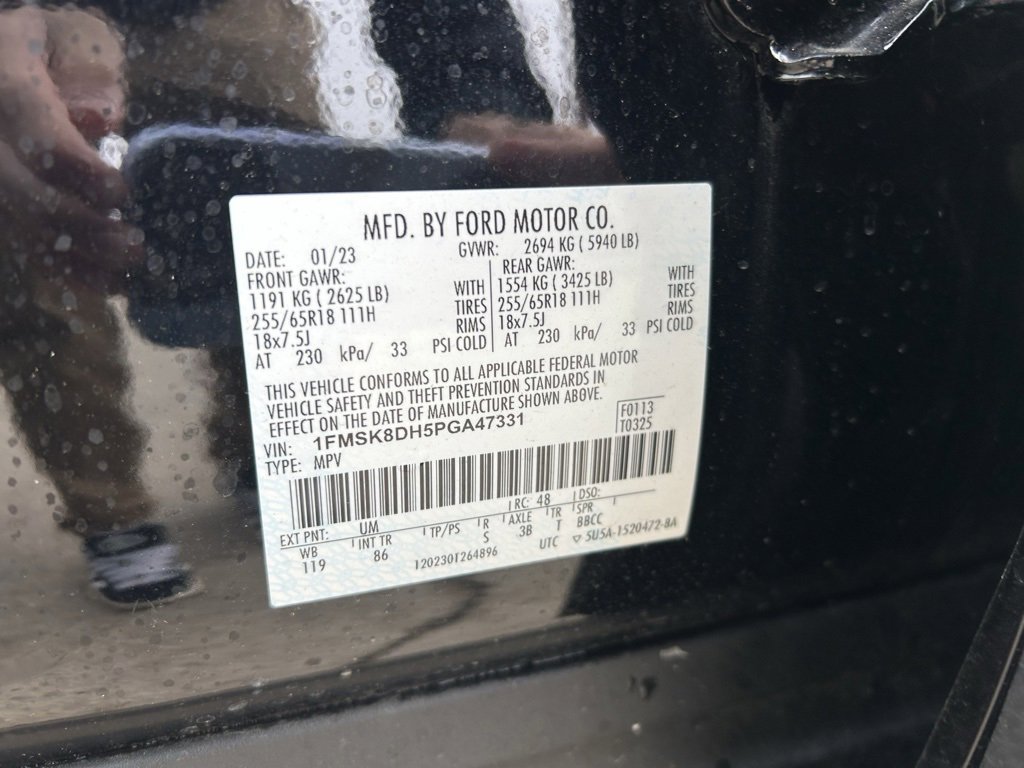 MFD. BY FORD MOTOR CO.
DATE: 01/23 GVWR: 2694 KG ( 5940 LB)
FRONT GAWR: REAR GAWR:
1191 KG ( 2625 LB) WITH 1554 KG ( 3425 LB) WITH
255/65R18 111H TIRES 255/65R18 111H TIRES
18x7.5J RIMS 18x7.5J RIMS
AT 230 kPa/ 33 PSI COLD AT 230 kPa/ 33 PSI COLD
THIS VEHICLE CONFORMS TO ALL APPLICABLE FEDERAL MOTOR
VEHICLE SAFETY AND THEFT PREVENTION STANDARDS IN
EFFECT ON THE DATE OF MANUFACTURE SHOWN ABOVE.
VIN: 1FMSK8DH5PGA47331 F0113
TYPE: MPV T0325
EXT PNT: UM RC: 48 DSO:
WB INT TR TP/PS R AXLE TR SPR
119 86 S 3B T BBCC
1202301264896 UTC ▽ 5U5A-1520472-8A